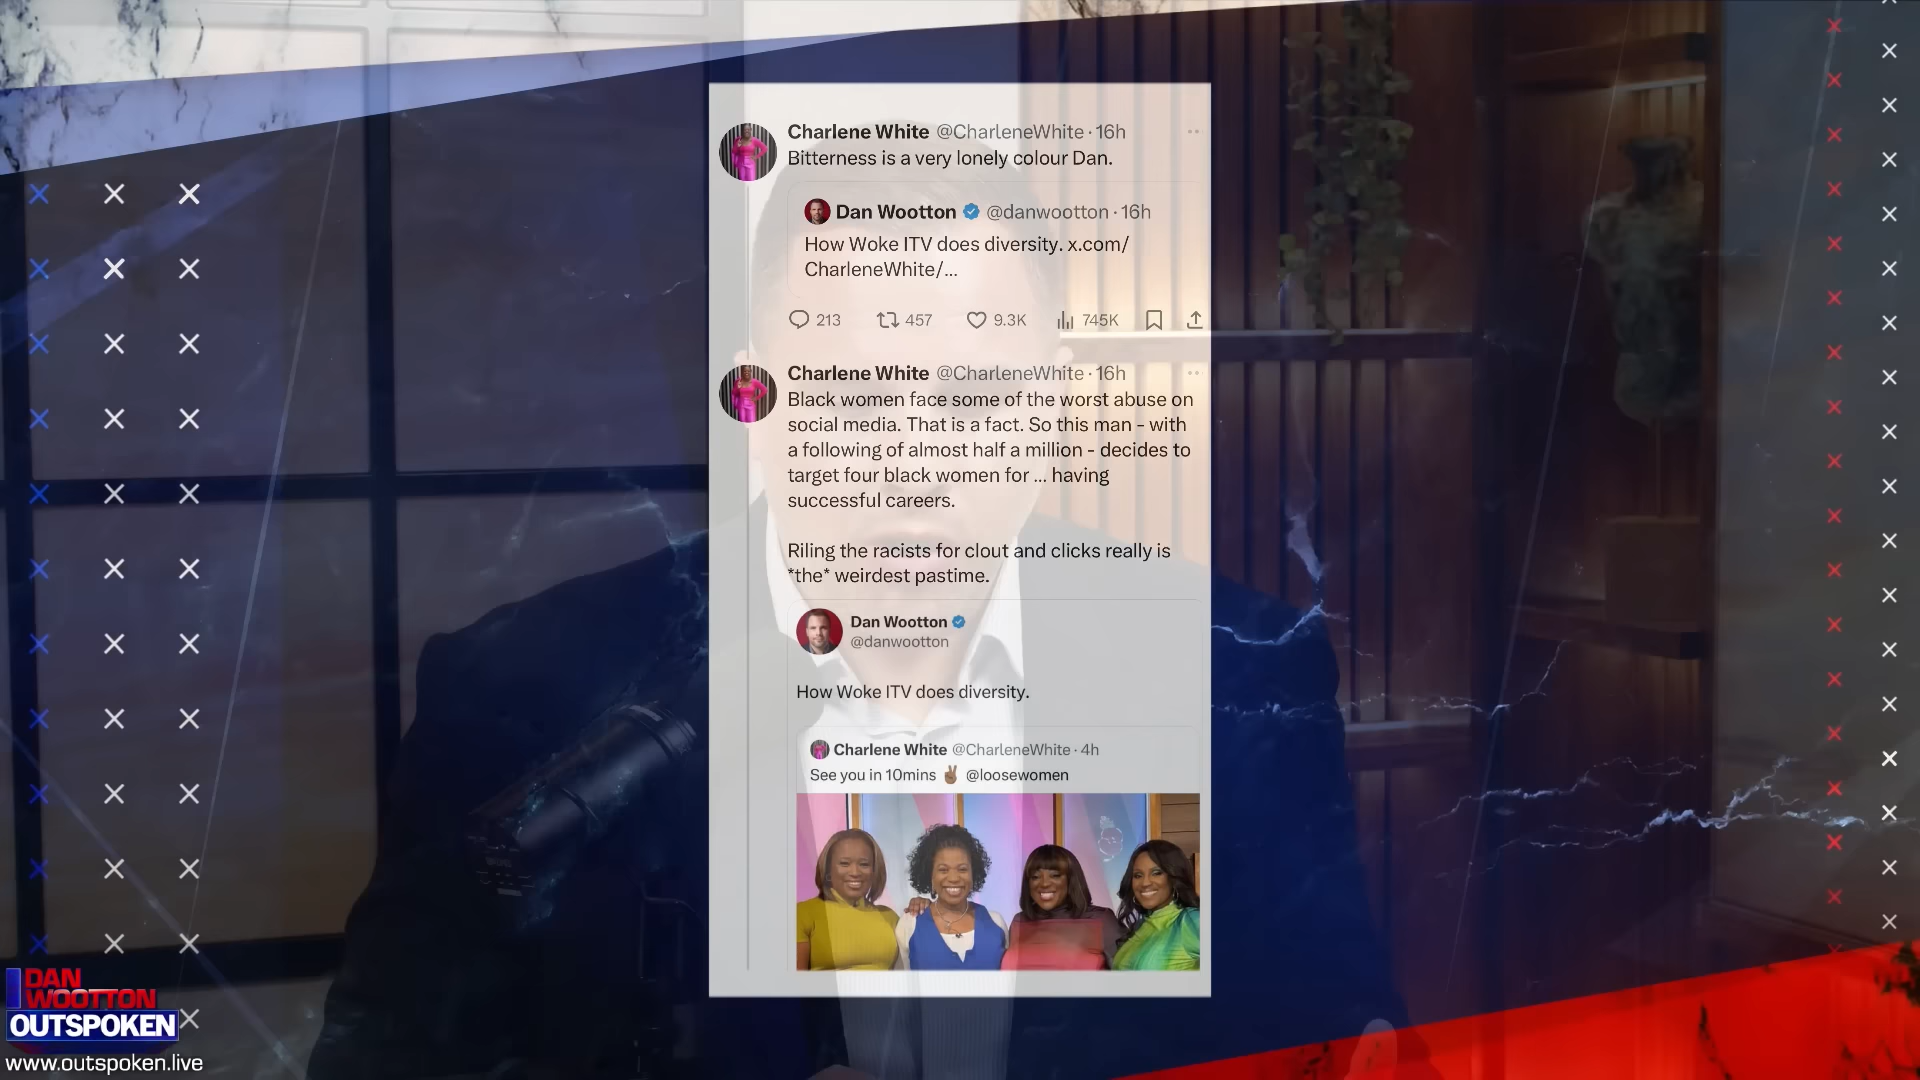 Charlene White @CharleneWhite · 16h
Bitterness is a very lonely colour Dan.
Dan Wootton @danwootton · 16h
How Woke ITV does diversity. x.com/
CharleneWhite/...
213 457 9.3K 745K
Charlene White @CharleneWhite · 16h
Black women face some of the worst abuse on
social media. That is a fact. So this man - with
a following of almost half a million - decides to
target four black women for ... having
successful careers.
Riling the racists for clout and clicks really is
*the* weirdest pastime.
Dan Wootton
@danwootton
How Woke ITV does diversity.
Charlene White @CharleneWhite · 4h
See you in 10mins ✌🏾 @loosewomen
DAN
WOOTTON
OUTSPOKEN
www.outspoken.live